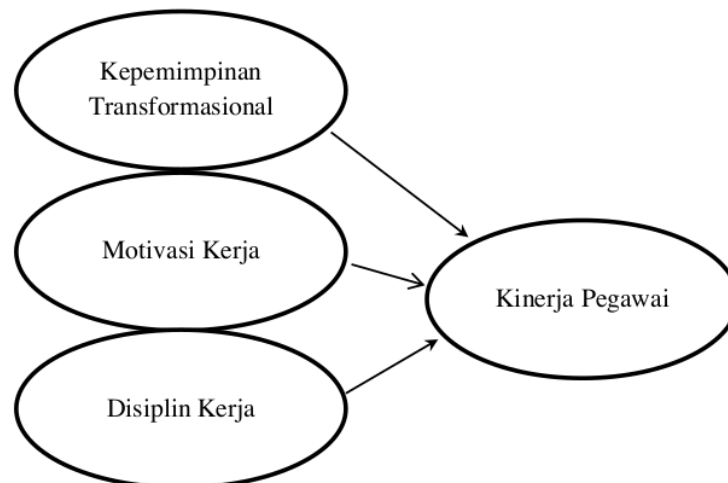 Kepemimpinan
Transformasional
Motivasi Kerja
Kinerja Pegawai
Disiplin Kerja